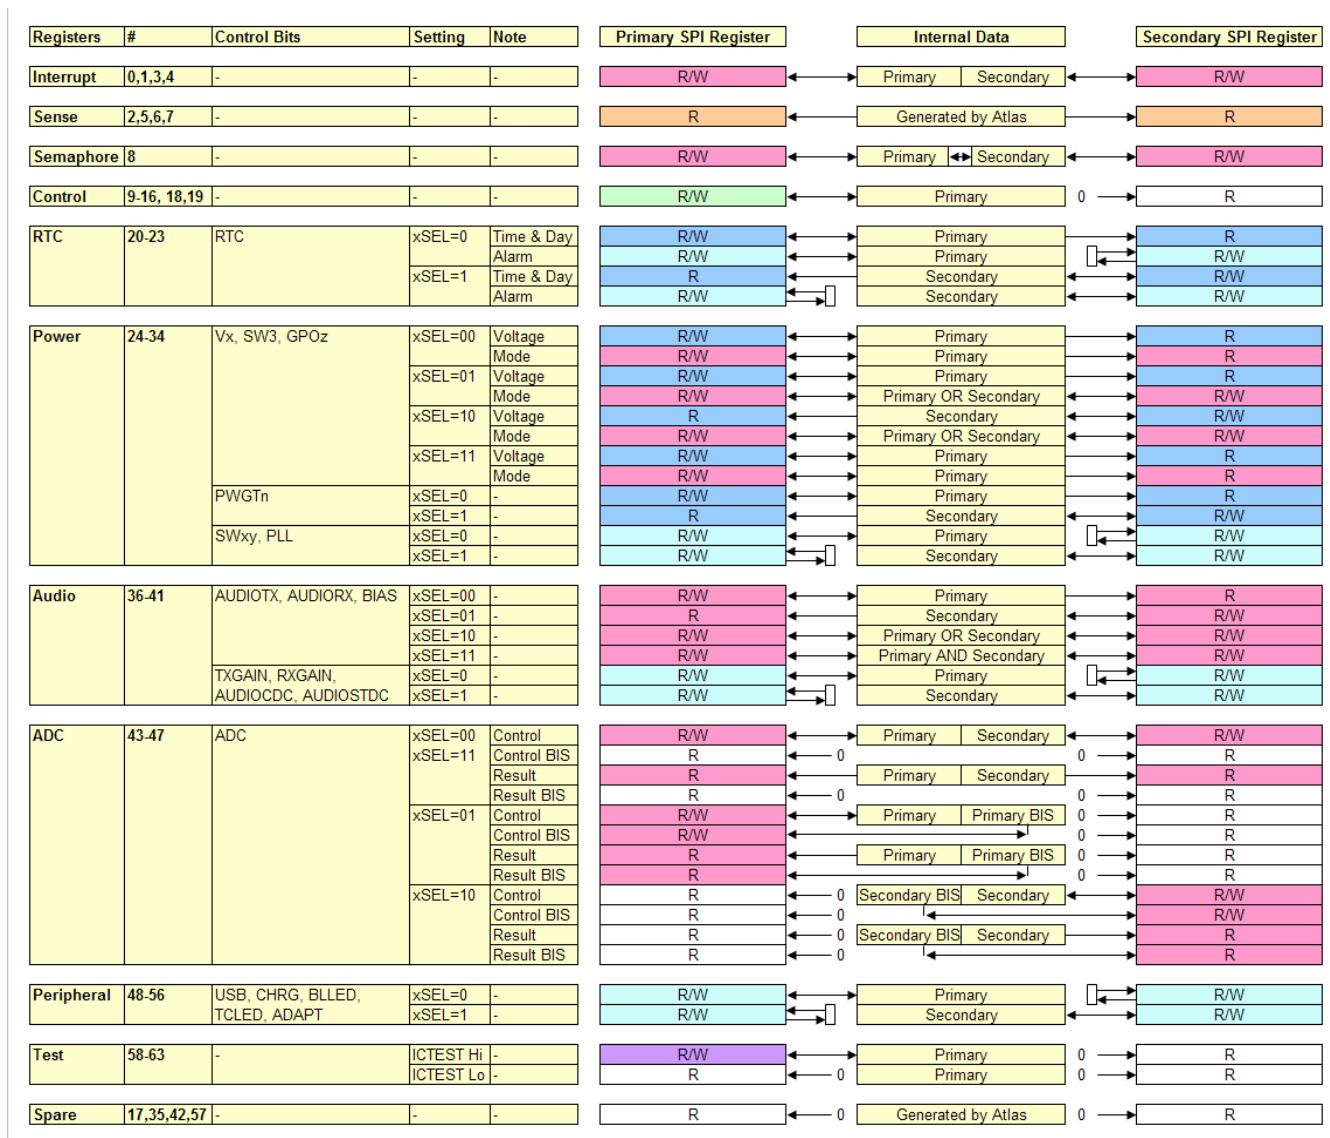 Registers # Control Bits Setting Note Primary SPI Register Internal Data Secondary SPI Register
Interrupt 0,1,3,4 - - - R/W Primary Secondary R/W
Sense 2,5,6,7 - - - R Generated by Atlas R
Semaphore 8 - - - R/W Primary Secondary R/W
Control 9-16, 18,19 - - - R/W Primary 0 R
RTC 20-23 RTC xSEL=0 Time & Day R/W Primary R
Alarm R/W Primary R/W
xSEL=1 Time & Day R Secondary R/W
Alarm R/W Secondary R/W
Power 24-34 Vx, SW3, GPOz xSEL=00 Voltage R/W Primary R
Mode R/W Primary R
xSEL=01 Voltage R/W Primary R
Mode R/W Primary OR Secondary R/W
xSEL=10 Voltage R Secondary R/W
Mode R/W Primary OR Secondary R/W
xSEL=11 Voltage R/W Primary R
Mode R/W Primary R
PWGTn xSEL=0 - R/W Primary R
xSEL=1 - R Secondary R/W
SWxy, PLL xSEL=0 - R/W Primary R/W
xSEL=1 - R/W Secondary R/W
Audio 36-41 AUDIOTX, AUDIORX, BIAS xSEL=00 - R/W Primary R
xSEL=01 - R Secondary R/W
xSEL=10 - R/W Primary OR Secondary R/W
xSEL=11 - R/W Primary AND Secondary R/W
TXGAIN, RXGAIN, xSEL=0 - R/W Primary R/W
AUDIOCDC, AUDIOSTDC xSEL=1 - R/W Secondary R/W
ADC 43-47 ADC xSEL=00 Control R/W Primary Secondary R/W
xSEL=11 Control BIS R 0 0 R
Result R Primary Secondary R
Result BIS R 0 0 R
xSEL=01 Control R/W Primary Primary BIS 0 R
Control BIS R/W 0 R
Result R Primary Primary BIS 0 R
Result BIS R 0 R
xSEL=10 Control R 0 Secondary BIS Secondary R/W
Control BIS R 0 R/W
Result R 0 Secondary BIS Secondary R
Result BIS R 0 R
Peripheral 48-56 USB, CHRG, BLLED, xSEL=0 - R/W Primary R/W
TCLED, ADAPT xSEL=1 - R/W Secondary R/W
Test 58-63 - ICTEST Hi - R/W Primary 0 R
ICTEST Lo - R 0 Primary 0 R
Spare 17,35,42,57 - - - R 0 Generated by Atlas 0 R